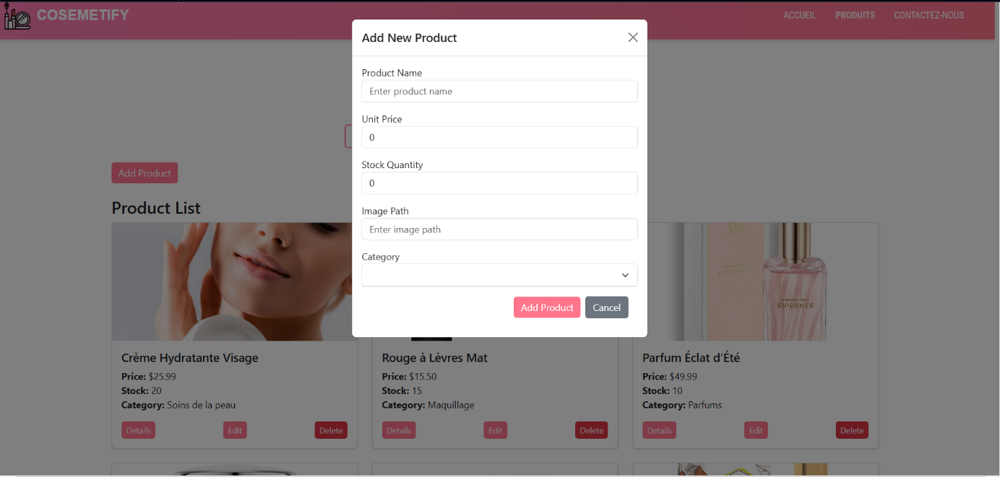 COSEMETIFY
ACCUEIL PRODUITS CONTACTEZ-NOUS
Add New Product
Product Name
Enter product name
Unit Price
0
Stock Quantity
0
Image Path
Enter image path
Category
Add Product Cancel
Add Product
Product List
EVIDENCE
EVIDENCE
Crème Hydratante Visage
Price: $25.99
Stock: 20
Category: Soins de la peau
Details Edit Delete
Rouge à Lèvres Mat
Price: $15.50
Stock: 15
Category: Maquillage
Details Edit Delete
Parfum Éclat d'Été
Price: $49.99
Stock: 10
Category: Parfums
Details Edit Delete